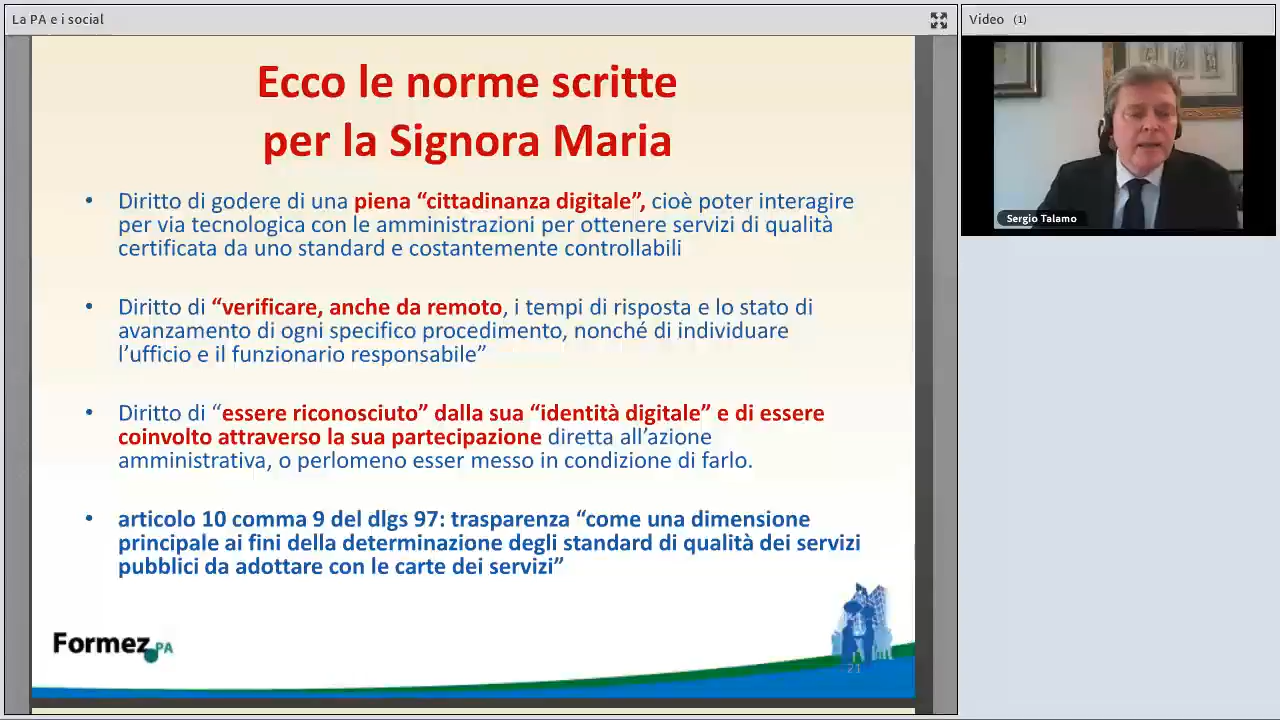 La PA e i social
Video (1)
Ecco le norme scritte
per la Signora Maria
• Diritto di godere di una piena “cittadinanza digitale”, cioè poter interagire
per via tecnologica con le amministrazioni per ottenere servizi di qualità
certificata da uno standard e costantemente controllabili
• Diritto di “verificare, anche da remoto, i tempi di risposta e lo stato di
avanzamento di ogni specifico procedimento, nonché di individuare
l’ufficio e il funzionario responsabile”
• Diritto di “essere riconosciuto” dalla sua “identità digitale” e di essere
coinvolto attraverso la sua partecipazione diretta all’azione
amministrativa, o perlomeno esser messo in condizione di farlo.
• articolo 10 comma 9 del dlgs 97: trasparenza “come una dimensione
principale ai fini della determinazione degli standard di qualità dei servizi
pubblici da adottare con le carte dei servizi”
Formez PA
21
Sergio Talamo